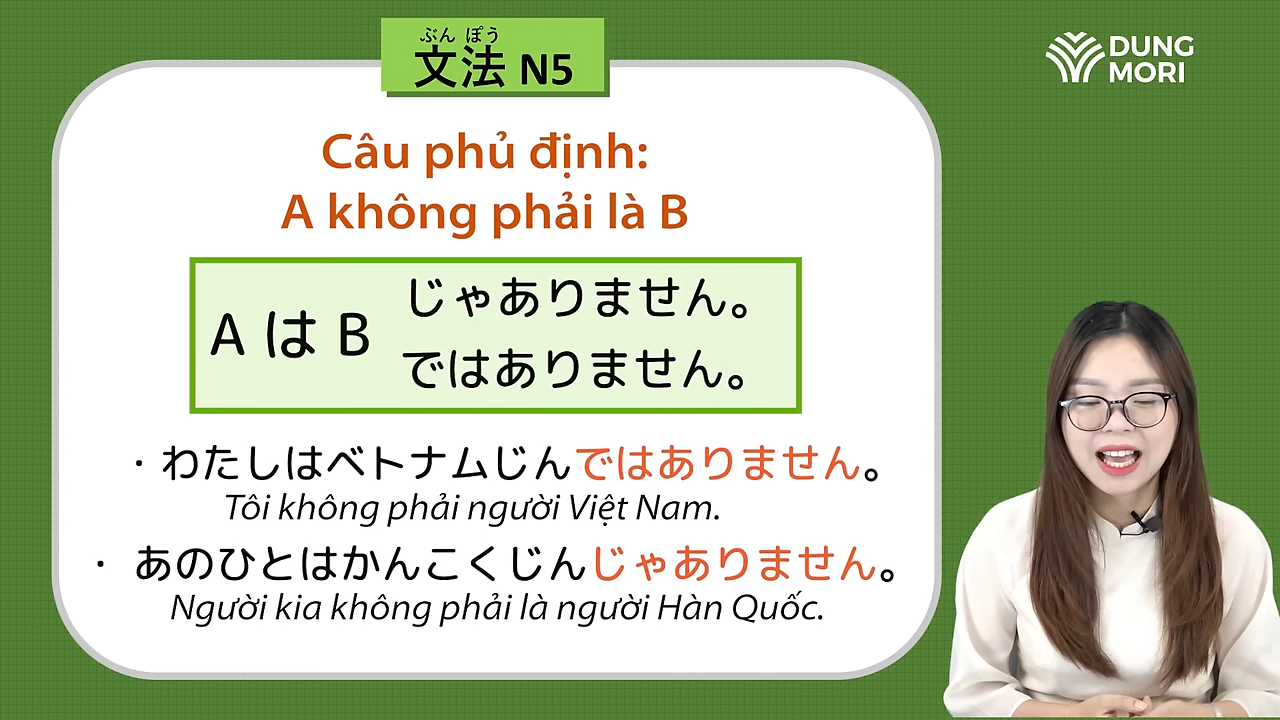 ぶん ぽう
文法 N5
DUNG
MORI
Câu phủ định:
A không phải là B
A は B
じゃありません。
ではありません。
・わたしはベトナムじんではありません。
Tôi không phải người Việt Nam.
・あのひとはかんこくじんじゃありません。
Người kia không phải là người Hàn Quốc.